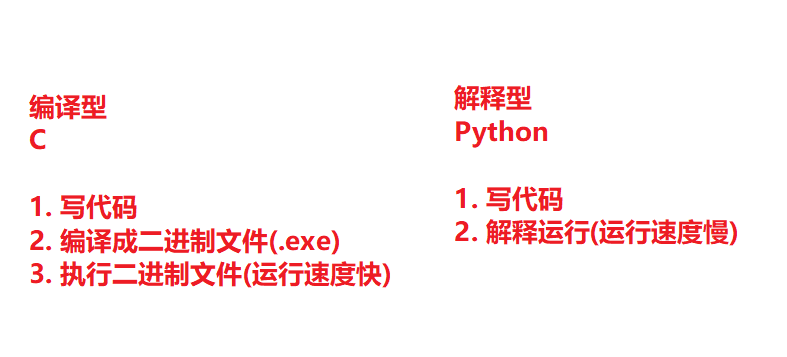 编译型
C
1. 写代码
2. 编译成二进制文件(.exe)
3. 执行二进制文件(运行速度快)
解释型
Python
1. 写代码
2. 解释运行(运行速度慢)